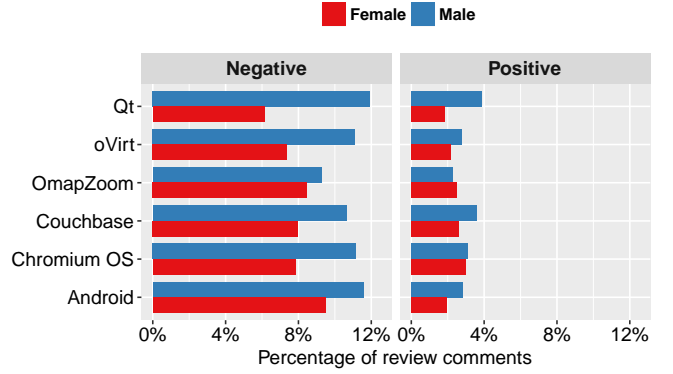 Female Male
Negative Positive
Qt
oVirt
OmapZoom
Couchbase
Chromium OS
Android
0% 4% 8% 12% 0% 4% 8% 12%
Percentage of review comments